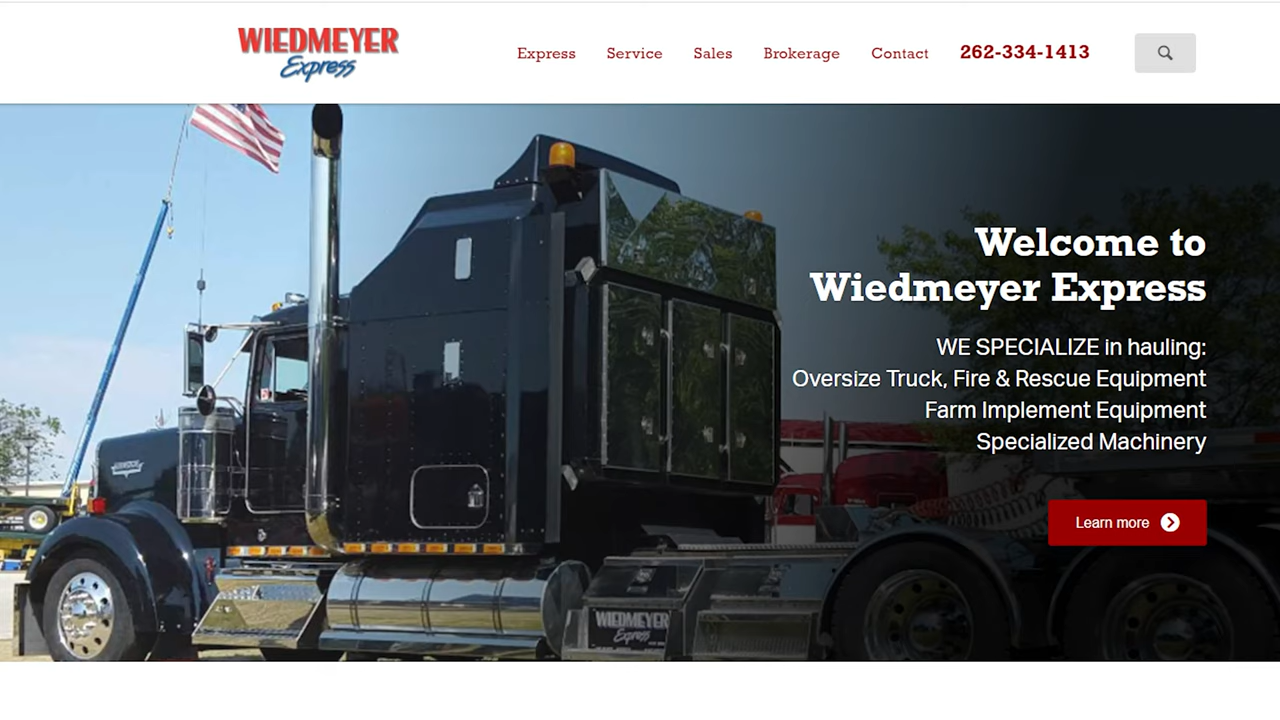 WIEDMEYER
Express
Express Service Sales Brokerage Contact 262-334-1413
Welcome to
Wiedmeyer Express
WE SPECIALIZE in hauling:
Oversize Truck, Fire & Rescue Equipment
Farm Implement Equipment
Specialized Machinery
Learn more
KENWORTH
WIEDMEYER
Express